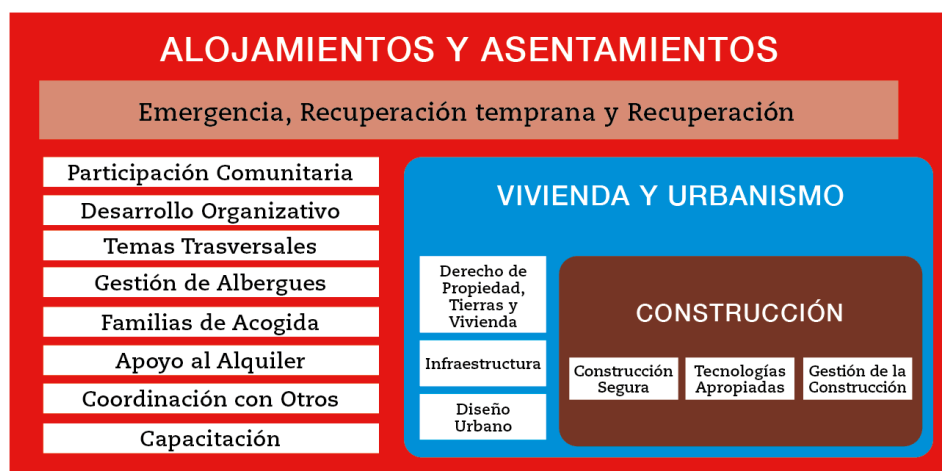 ALOJAMIENTOS Y ASENTAMIENTOS
Emergencia, Recuperación temprana y Recuperación
Participación Comunitaria
Desarrollo Organizativo
Temas Trasversales
Gestión de Albergues
Familias de Acogida
Apoyo al Alquiler
Coordinación con Otros
Capacitación
VIVIENDA Y URBANISMO
Derecho de
Propiedad,
Tierras y
Vivienda
Infraestructura
Diseño
Urbano
CONSTRUCCIÓN
Construcción
Segura
Tecnologías
Apropiadas
Gestión de la
Construcción